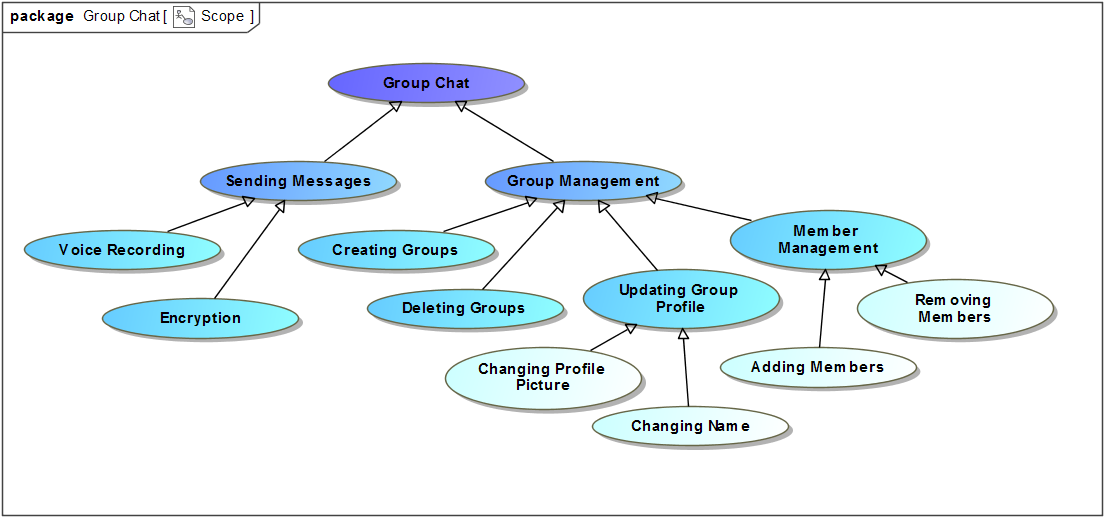 package Group Chat [ Scope ]
Group Chat
Sending Messages
Group Management
Voice Recording
Creating Groups
Member
Management
Encryption
Deleting Groups
Updating Group
Profile
Removing
Members
Changing Profile
Picture
Adding Members
Changing Name